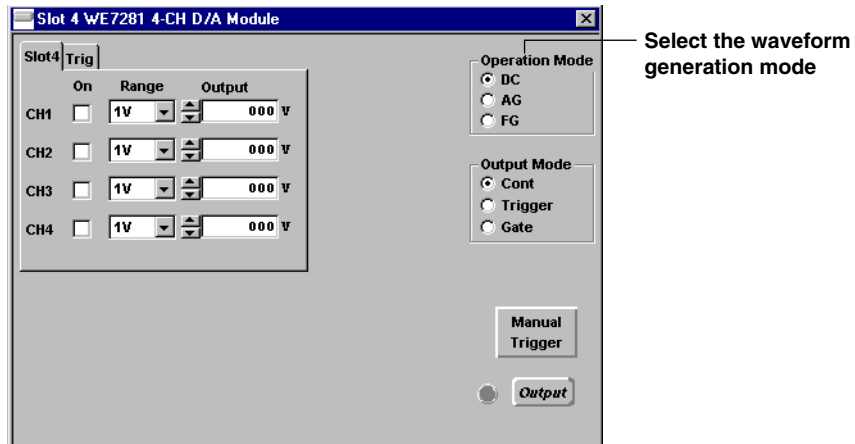 Slot 4 WE7281 4-CH D/A Module
Slot4 Trig
On Range Output
CH1 1V 000 V
CH2 1V 000 V
CH3 1V 000 V
CH4 1V 000 V
Operation Mode
DC
AG
FG
Output Mode
Cont
Trigger
Gate
Manual
Trigger
Output
Select the waveform
generation mode